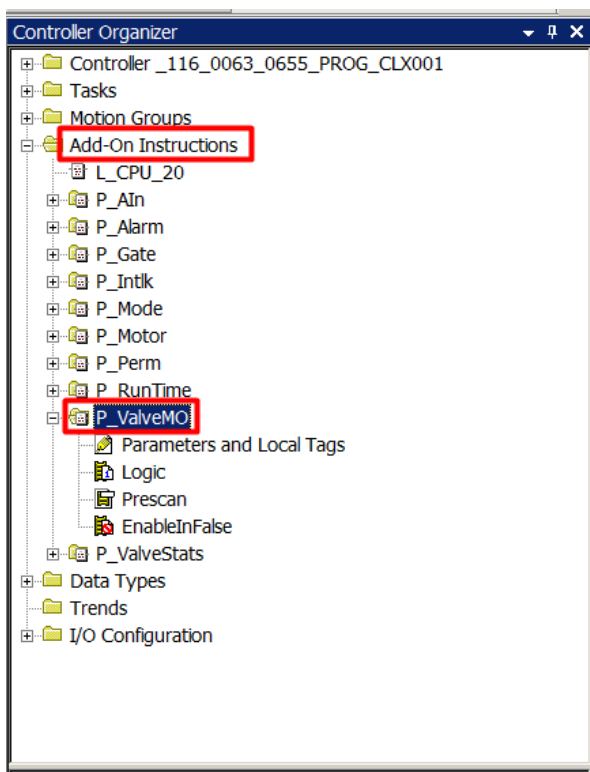 Controller Organizer
Controller _116_0063_0655_PROG_CLX001
Tasks
Motion Groups
Add-On Instructions
L_CPU_20
P_AIn
P_Alarm
P_Gate
P_Intlk
P_Mode
P_Motor
P_Perm
P_RunTime
P_ValveMO
Parameters and Local Tags
Logic
Prescan
EnableInFalse
P_ValveStats
Data Types
Trends
I/O Configuration